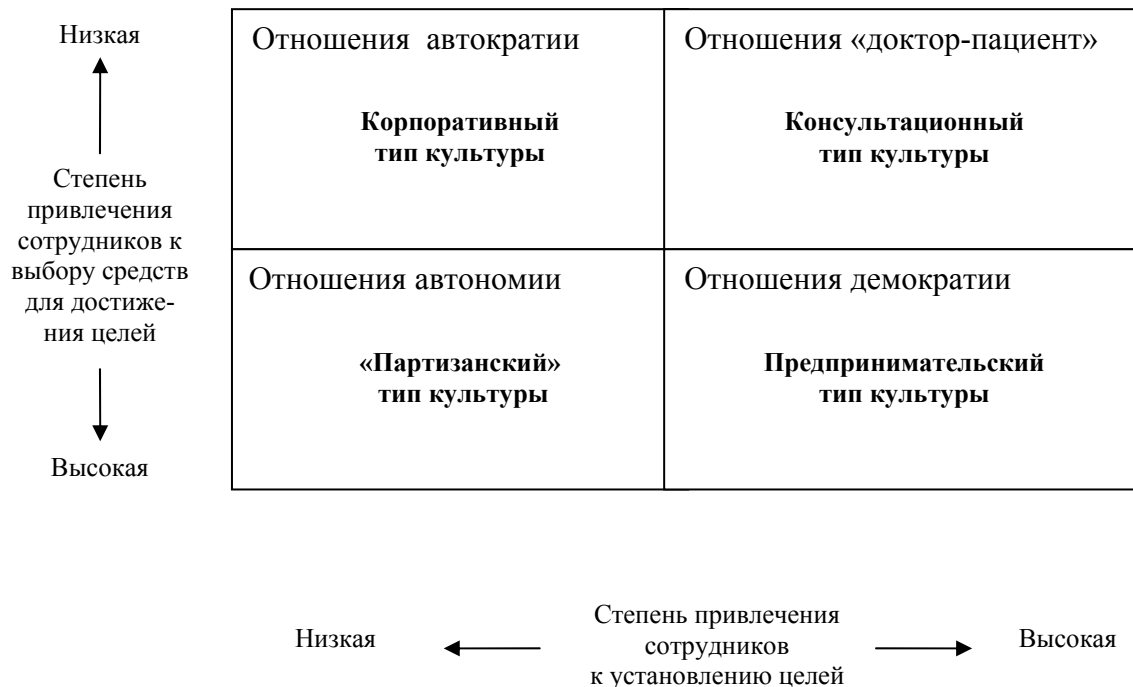 Низкая
Степень
привлечения
сотрудников к
выбору средств
для достиже-
ния целей
Высокая
Отношения автократии
Корпоративный
тип культуры
Отношения «доктор-пациент»
Консультационный
тип культуры
Отношения автономии
«Партизанский»
тип культуры
Отношения демократии
Предпринимательский
тип культуры
Низкая
Степень привлечения
сотрудников
к установлению целей
Высокая